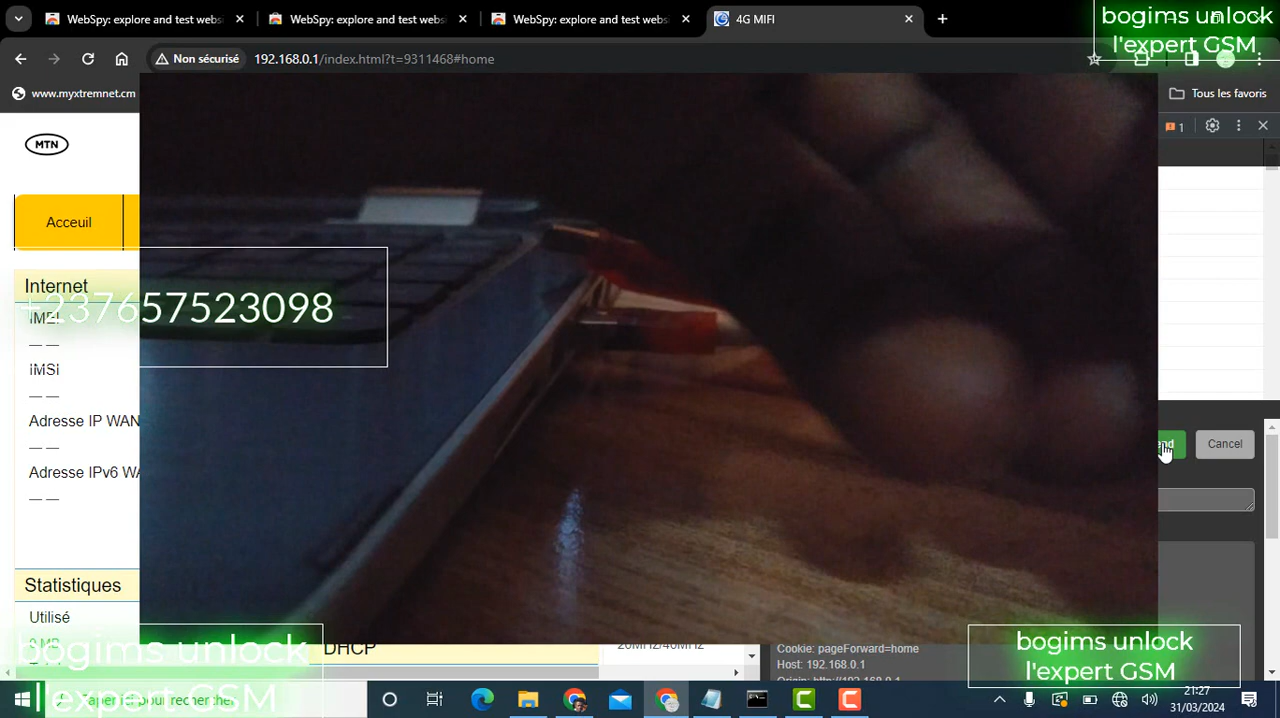 WebSpy: explore and test webs
WebSpy: explore and test webs
WebSpy: explore and test webs
4G MIFI
bogims unlock
l'expert GSM
Non sécurisé
192.168.0.1/index.html?t=
www.myxtremnet.cm
Tous les favoris
1
MTN
Acceuil
Internet
+237657523098
IMEI
— —
IMSI
— —
Adresse IP WAN
— —
Adresse IPv6 WA
— —
Cancel
Statistiques
Utilisé
DHCP
20MHz/40MHz
Cookie: pageForward=home
Host: 192.168.0.1
bogims unlock
l'expert GSM
bogims unlock
l'expert GSM
21:27
31/03/2024